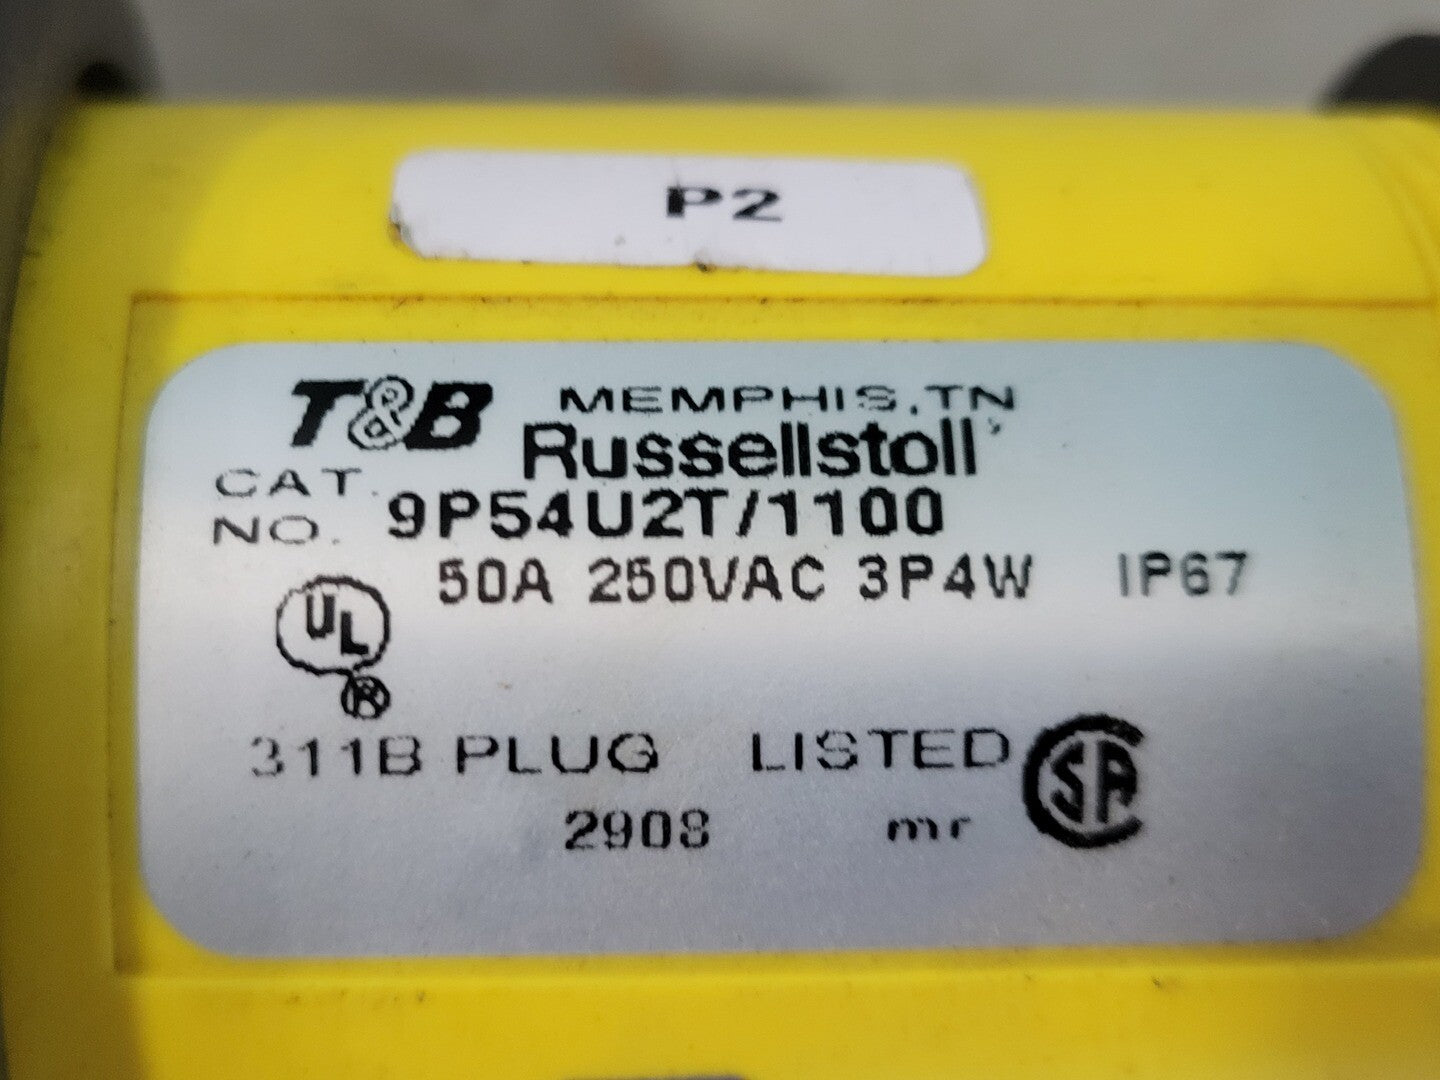 P2
T&B MEMPHIS, TN
Russellstoll
CAT.
NO. 9P54U2T/1100
50A 250VAC 3P4W IP67
UL
R
311B PLUG LISTED SA
2908 mr